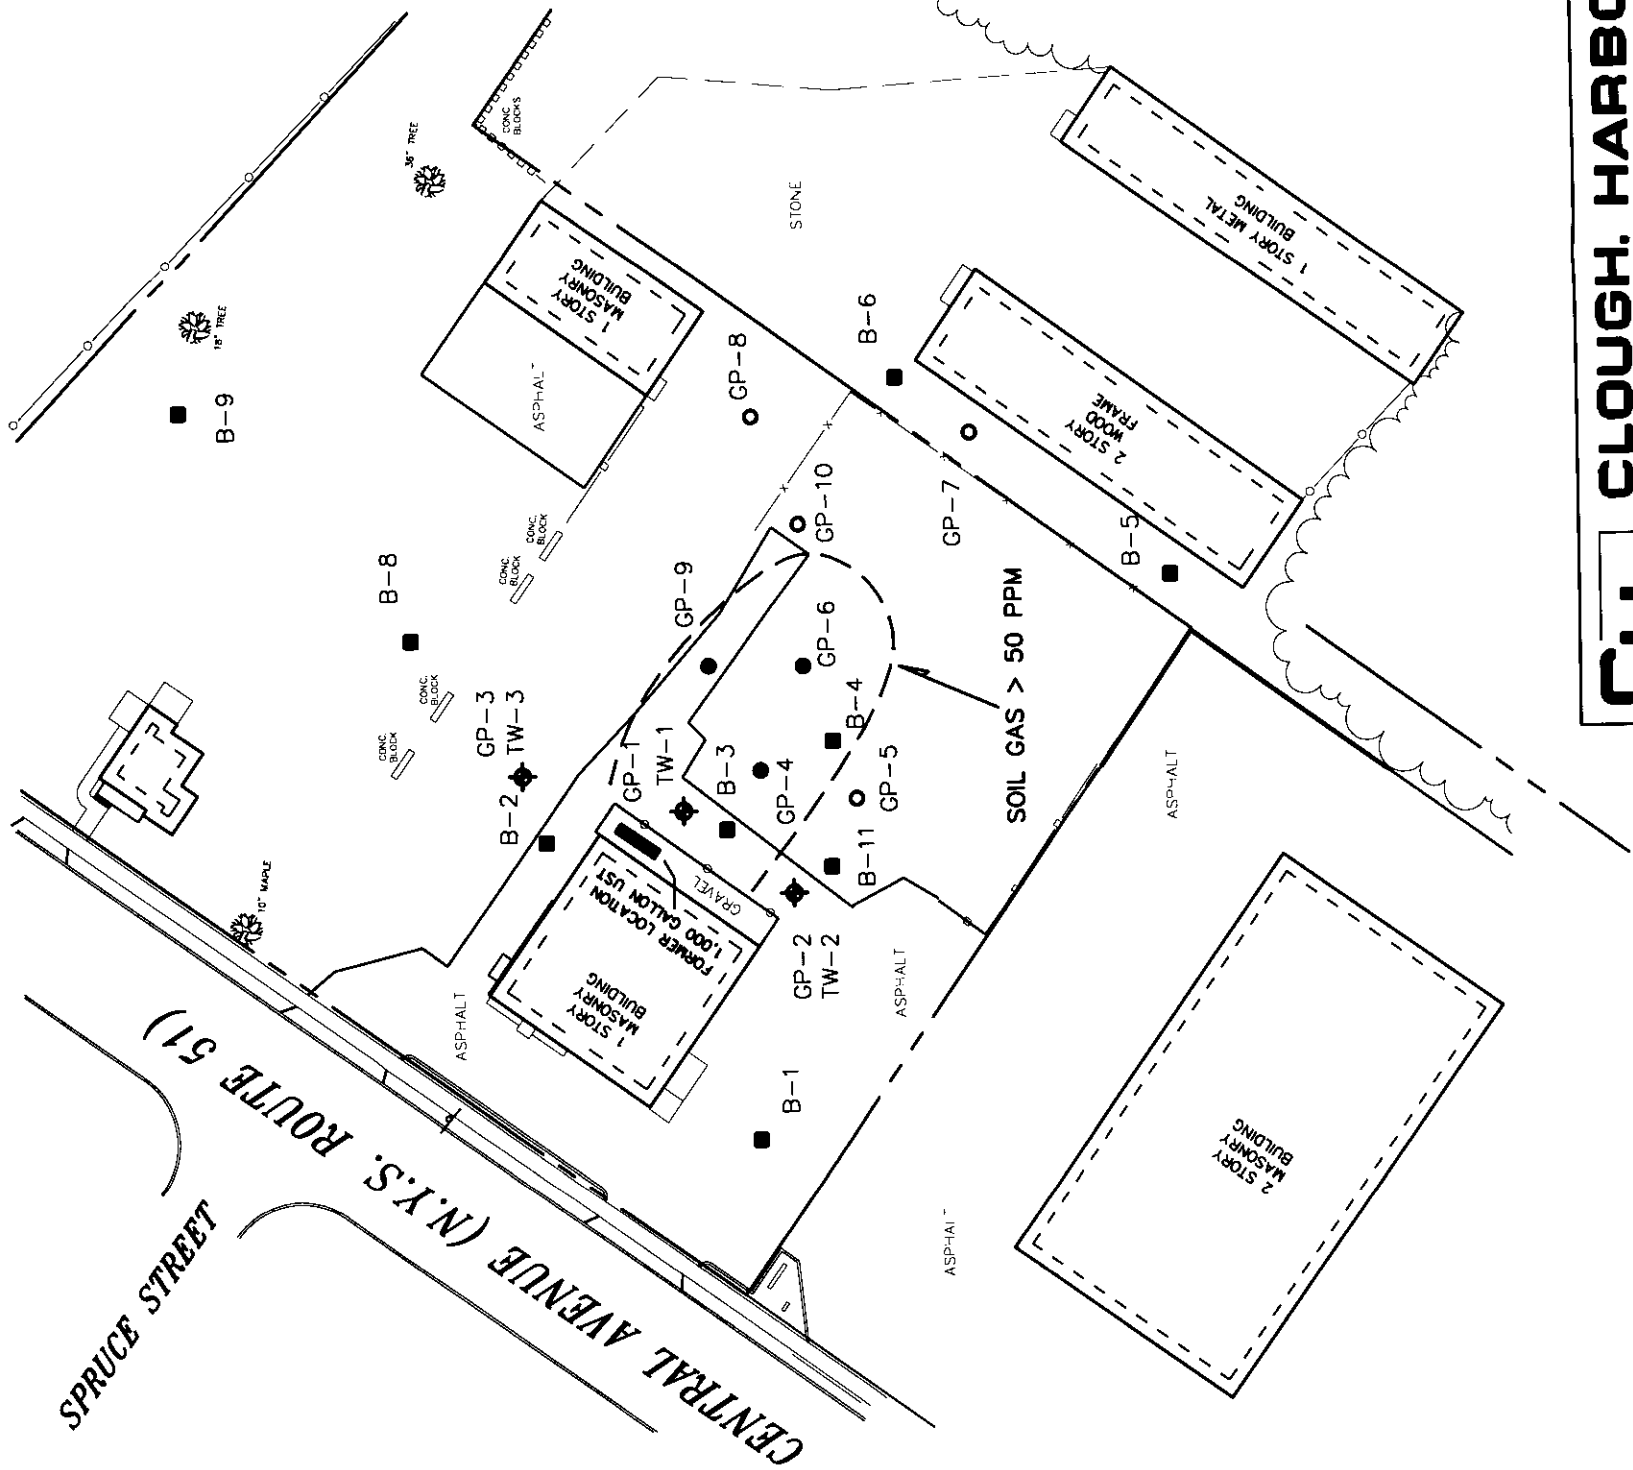 CONC.
BLOCKS
36" TREE
18" TREE
STONE
1 STORY
MASONRY
BUILDING
ASPHALT
1 STORY METAL
BUILDING
2 STORY
WOOD
FRAME
B-9
GP-8
B-6
GP-10
GP-7
B-5
B-8
CONC.
BLOCK
CONC.
BLOCK
GP-9
GP-6
CONC.
BLOCK
CONC.
BLOCK
GP-3
TW-3
B-2
GP-1
TW-1
B-3
GP-4
B-4
GP-5
B-11
SOIL GAS > 50 PPM
10" MAPLE
GRAVEL
FORMER LOCATION
1,000 GALLON UST
1 STORY
MASONRY
BUILDING
GP-2
TW-2
ASPHALT
ASPHALT
ASPHALT
ASPHALT
B-1
2 STORY
MASONRY
BUILDING
SPRUCE STREET
CENTRAL AVENUE (N.Y.S. ROUTE 51)
CLOUGH, HARBO